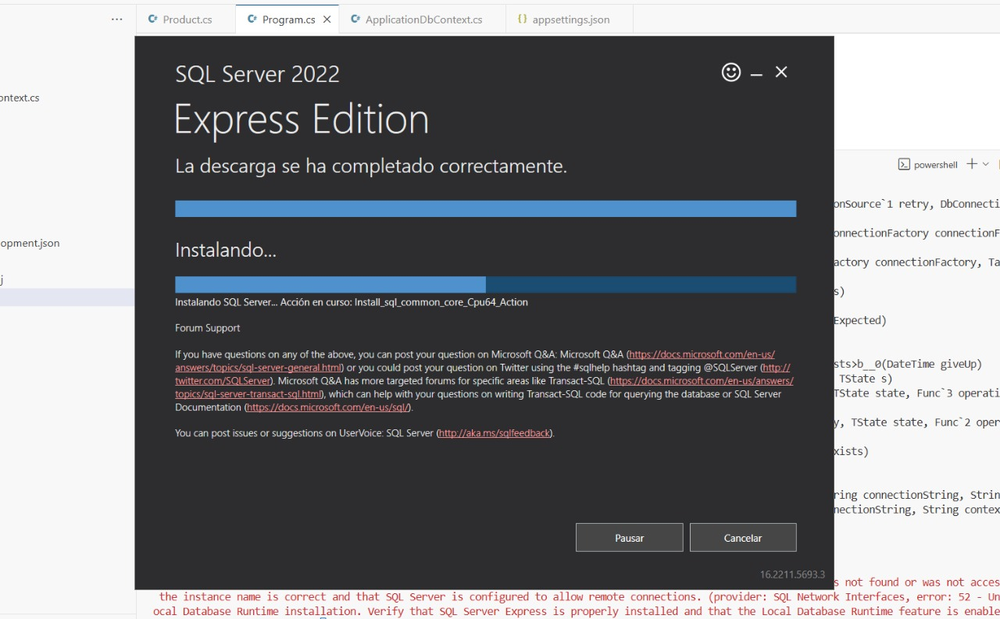 Product.cs
Program.cs
ApplicationDbContext.cs
appsettings.json
SQL Server 2022
Express Edition
ontext.cs
La descarga se ha completado correctamente.
powershell
onSource`1 retry, DbConnecti
onnectionFactory connectionF
opment.json
Instalando...
actory connectionFactory, Ta
j
s)
Instalando SQL Server... Acción en curso: Install_sql_common_core_Cpu64_Action
Expected)
Forum Support
If you have questions on any of the above, you can post your question on Microsoft Q&A: Microsoft Q&A (https://docs.microsoft.com/en-us/
answers/topics/sql-server-general.html) or you could post your question on Twitter using the #sqlhelp hashtag and tagging @SQLServer (http://
twitter.com/SQLServer). Microsoft Q&A has more targeted forums for specific areas like Transact-SQL (https://docs.microsoft.com/en-us/answers/
topics/sql-server-transact-sql.html), which can help with your questions on writing Transact-SQL code for querying the database or SQL Server
Documentation (https://docs.microsoft.com/en-us/sql/).
sts>b__0(DateTime giveUp)
TState s)
TState state, Func`3 operati
y, TState state, Func`2 oper
You can post issues or suggestions on UserVoice: SQL Server (http://aka.ms/sqlfeedback).
xists)
ring connectionString, Strin
nectionString, String contex
Pausar
Cancelar
16.2211.5693.3
s not found or was not acces
the instance name is correct and that SQL Server is configured to allow remote connections. (provider: SQL Network Interfaces, error: 52 - Un
ocal Database Runtime installation. Verify that SQL Server Express is properly installed and that the Local Database Runtime feature is enable